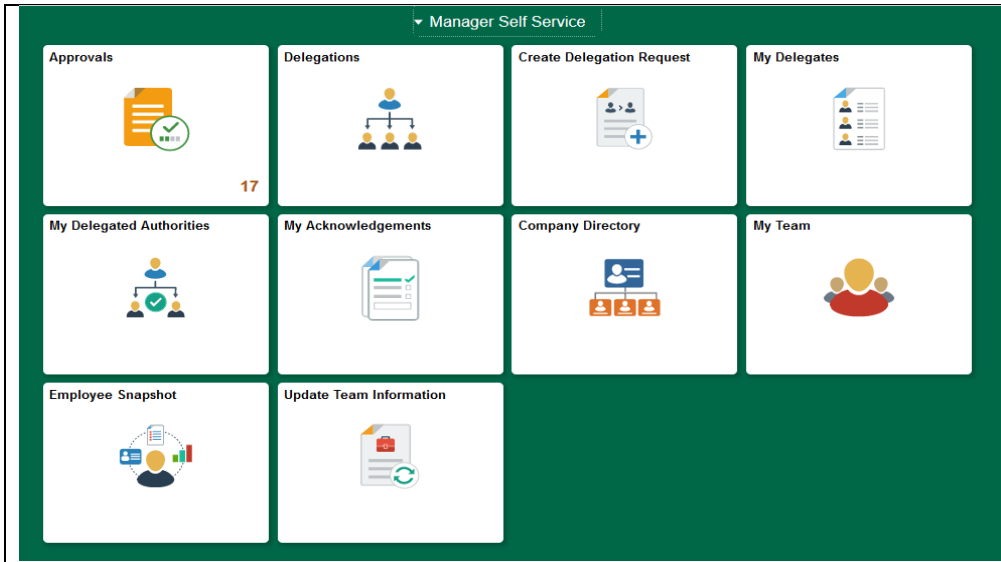 Manager Self Service
Approvals
Delegations
Create Delegation Request
My Delegates
17
My Delegated Authorities
My Acknowledgements
Company Directory
My Team
Employee Snapshot
Update Team Information